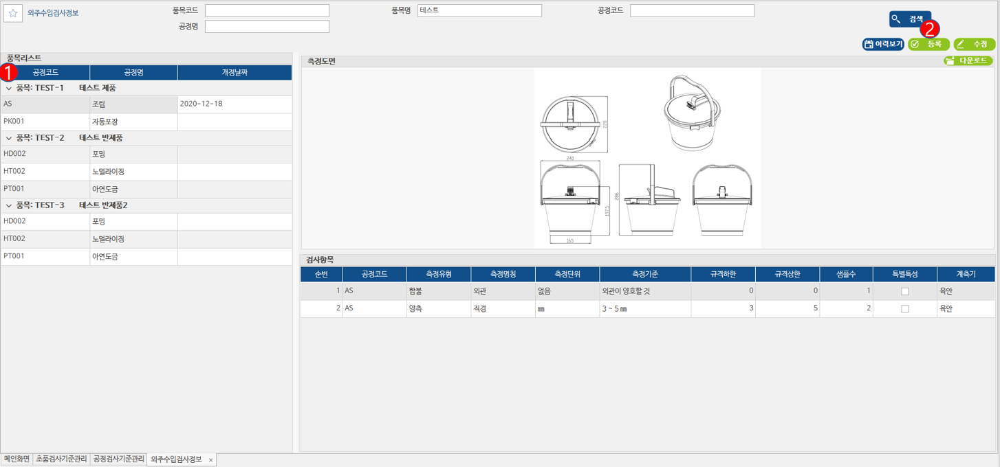 외주수입검사정보 품목코드 품목명 테스트 공정코드
공정명
검색
2
이력보기 등록 수정
품목리스트
1
공정코드 공정명 개정날짜
품목: TEST-1 테스트 제품
AS 조립 2020-12-18
PK001 자동포장
품목: TEST-2 테스트 반제품
HD002 포밍
HT002 노멀라이징
PT001 아연도금
품목: TEST-3 테스트 반제품2
HD002 포밍
HT002 노멀라이징
PT001 아연도금
측정도면 다운로드
228
240
286
197.5
165
검사항목
순번 공정코드 측정유형 측정명칭 측정단위 측정기준 규격하한 규격상한 샘플수 특별특성 계측기
1 AS 합불 외관 없음 외관이 양호할 것 0 0 1 육안
2 AS 양측 직경 ㎜ 3 ~ 5 ㎜ 3 5 2 육안
메인화면 초품검사기준관리 공정검사기준관리 외주수입검사정보 ×